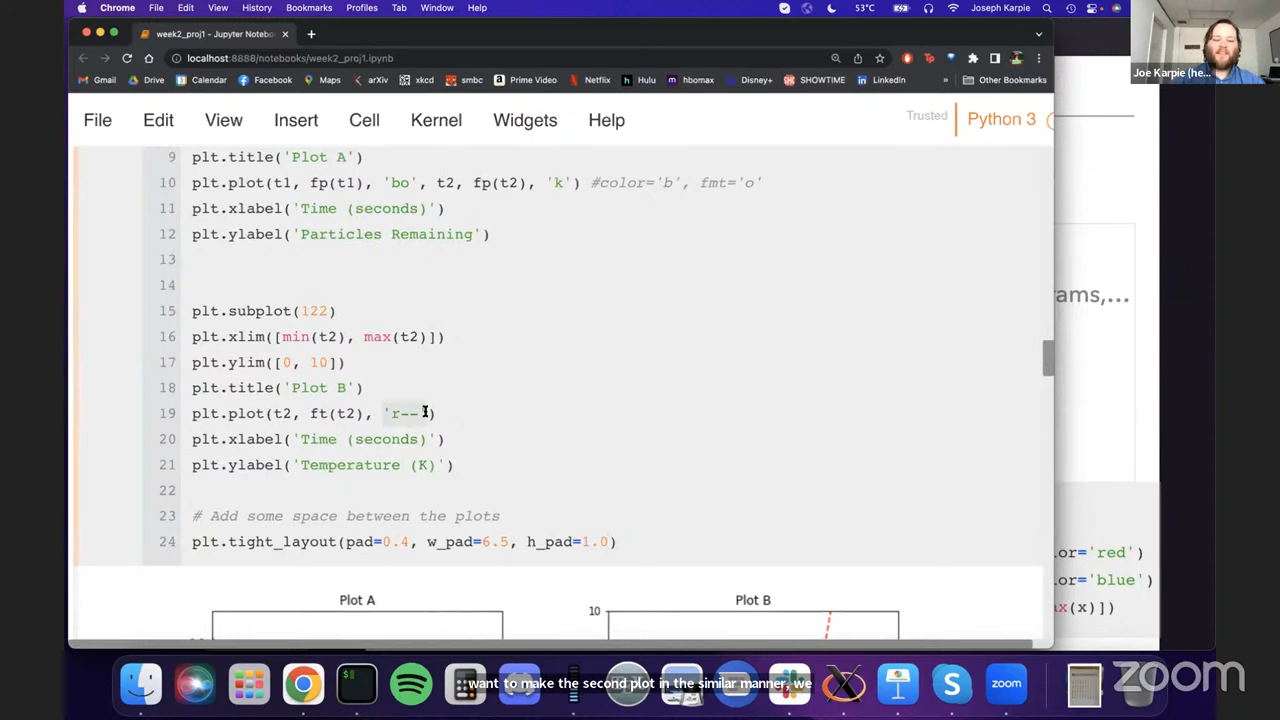 Chrome File Edit View History Bookmarks Profiles Tab Window Help 53°C Joseph Karpie
week2_proj1.ipynb - Jupyter Notebo
localhost:8888/notebooks/week2_proj1.ipynb
Gmail Drive Calendar Facebook Maps arXiv xkcd smbc Prime Video Netflix Hulu hbomax Disney+ SHOWTIME LinkedIn » Other Bookmarks
Joe Karpie (he...
File Edit View Insert Cell Kernel Widgets Help Trusted Python 3
9 plt.title('Plot A')
10 plt.plot(t1, fp(t1), 'bo', t2, fp(t2), 'k') #color='b', fmt='o'
11 plt.xlabel('Time (seconds)')
12 plt.ylabel('Particles Remaining')
13
14
15 plt.subplot(122)
16 plt.xlim([min(t2), max(t2)])
17 plt.ylim([0, 10])
18 plt.title('Plot B')
19 plt.plot(t2, ft(t2), 'r--')
20 plt.xlabel('Time (seconds)')
21 plt.ylabel('Temperature (K)')
22
23 # Add some space between the plots
24 plt.tight_layout(pad=0.4, w_pad=6.5, h_pad=1.0)
Plot A Plot B
10
rams,...
or='red')
or='blue')
x(x)])
want to make the second plot in the similar manner, we
zoom
zoom